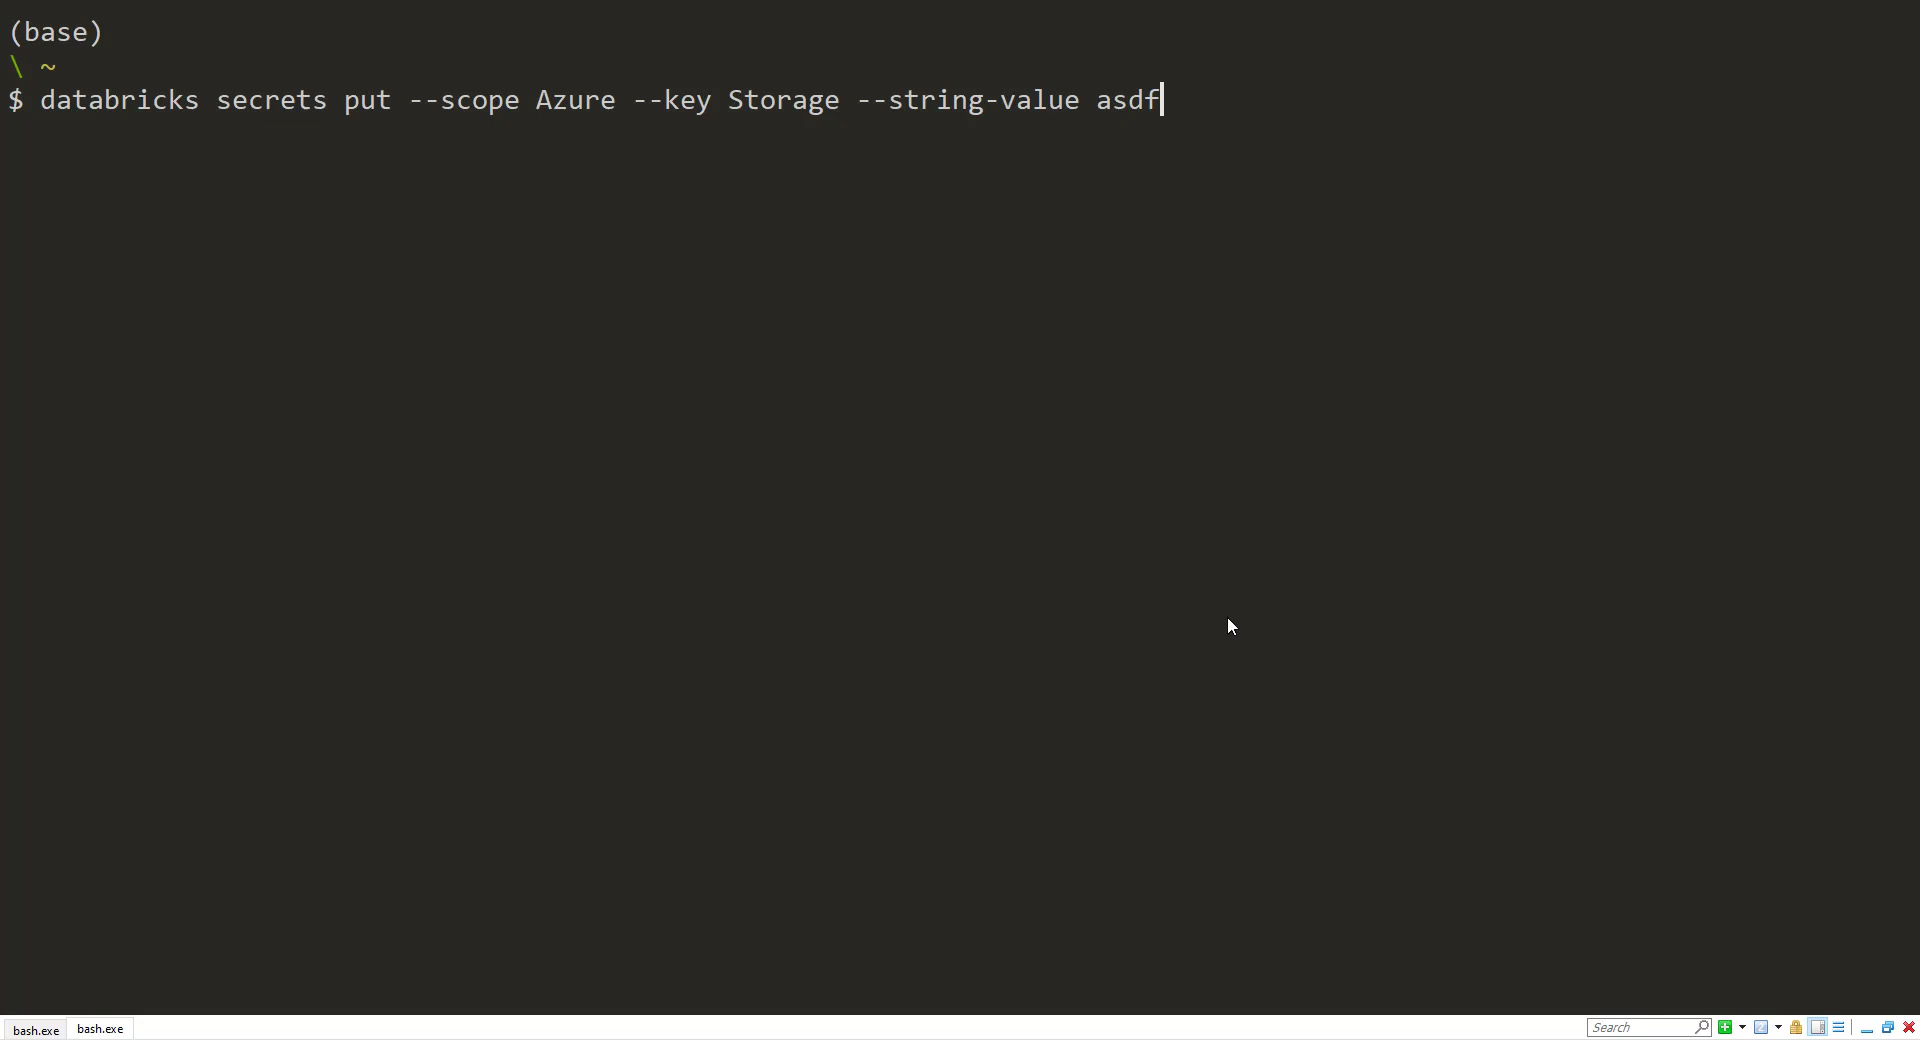 (base)
\ ~
$ databricks secrets put --scope Azure --key Storage --string-value asdf
bash.exe
bash.exe
Search